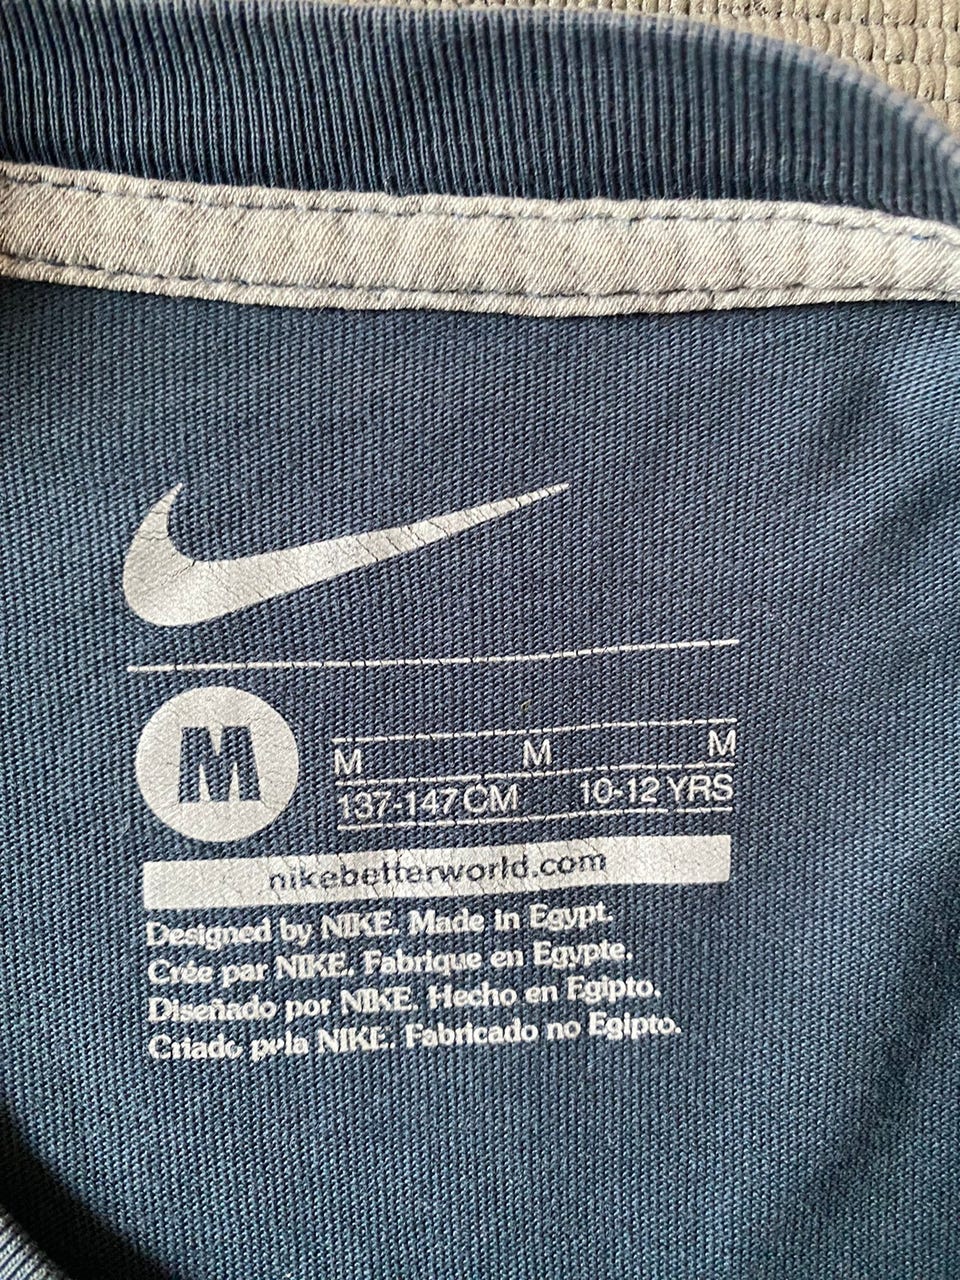 M
M M M
137-147 CM 10-12 YRS
nikebetterworld.com
Designed by NIKE. Made in Egypt.
Crée par NIKE. Fabrique en Egypte.
Diseñado por NIKE. Hecho en Egipto.
Criado pela NIKE. Fabricado no Egipto.